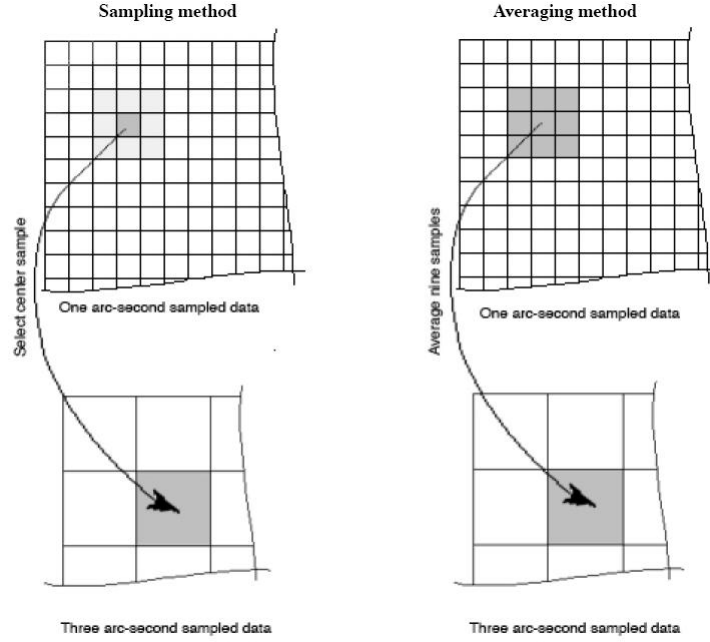 Sampling method
Select center sample
One arc-second sampled data
Three arc-second sampled data
Averaging method
Average nine samples
One arc-second sampled data
Three arc-second sampled data